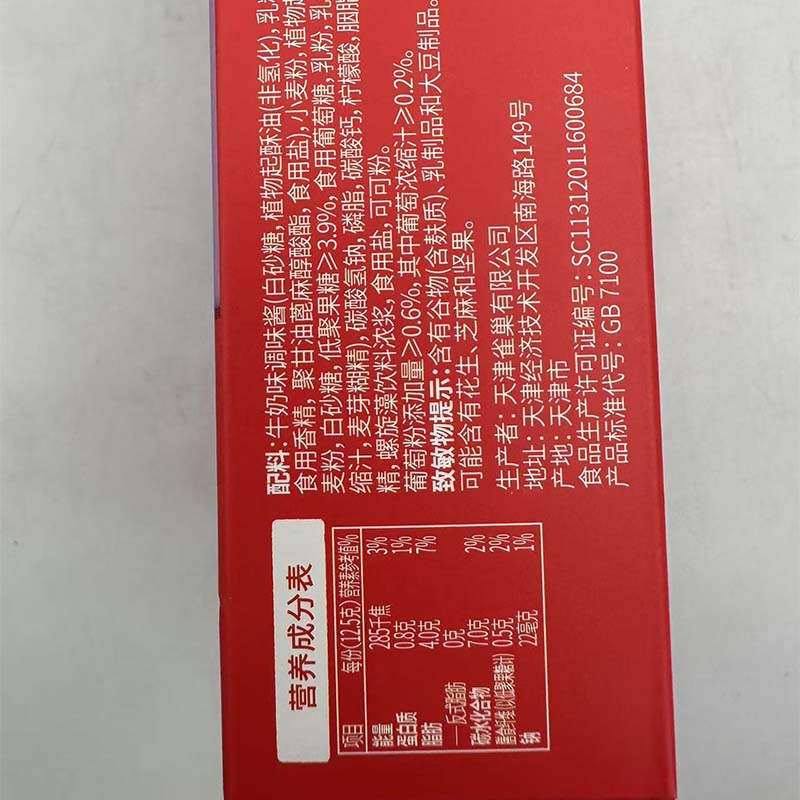 配料：牛奶味调味酱(白砂糖，植物起酥油(非氢化)，乳
食用香精，聚甘油蓖麻醇酸酯，食用盐)，小麦粉，植物起
麦粉，白砂糖，低聚果糖≥3.9%，食用葡萄糖，乳粉，乳
缩汁，麦芽糊精)，碳酸氢钠，磷脂，碳酸钙，柠檬酸，胭脂
精，螺旋藻饮料浓浆，食用盐，可可粉。
葡萄粉添加量≥0.6%，其中葡萄浓缩汁≥0.2%。
致敏物提示：含有谷物(含麸质)、乳制品和大豆制品。
可能含有花生、芝麻和坚果。
生产者：天津雀巢有限公司
地址：天津经济技术开发区南海路149号
产地：天津市
食品生产许可证编号：SC11312011600684
产品标准代号：GB 7100
营养成分表
项目 每份(12.5克) 营养素参考值%
能量 285千焦 3%
蛋白质 0.8克 1%
脂肪 4.0克 7%
—反式脂肪 0克
碳水化合物 7.0克 2%
膳食纤维(以低聚果糖计) 0.5克 2%
钠 22毫克 1%